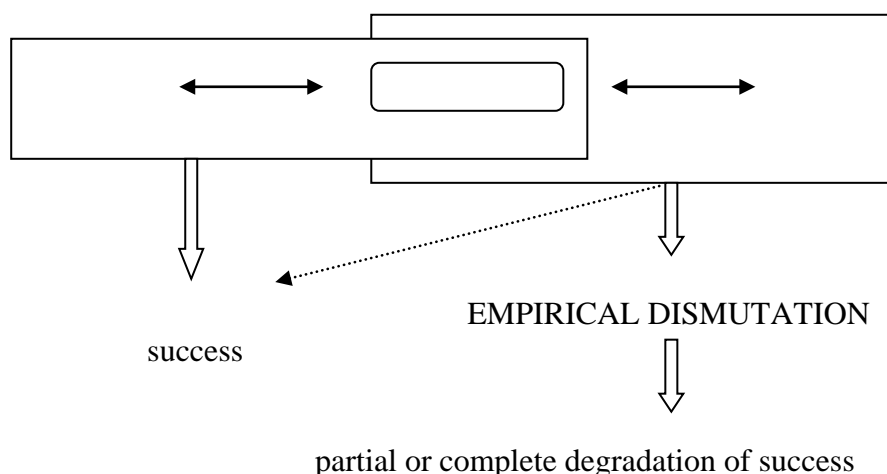 EMPIRICAL DISMUTATION
success
partial or complete degradation of success